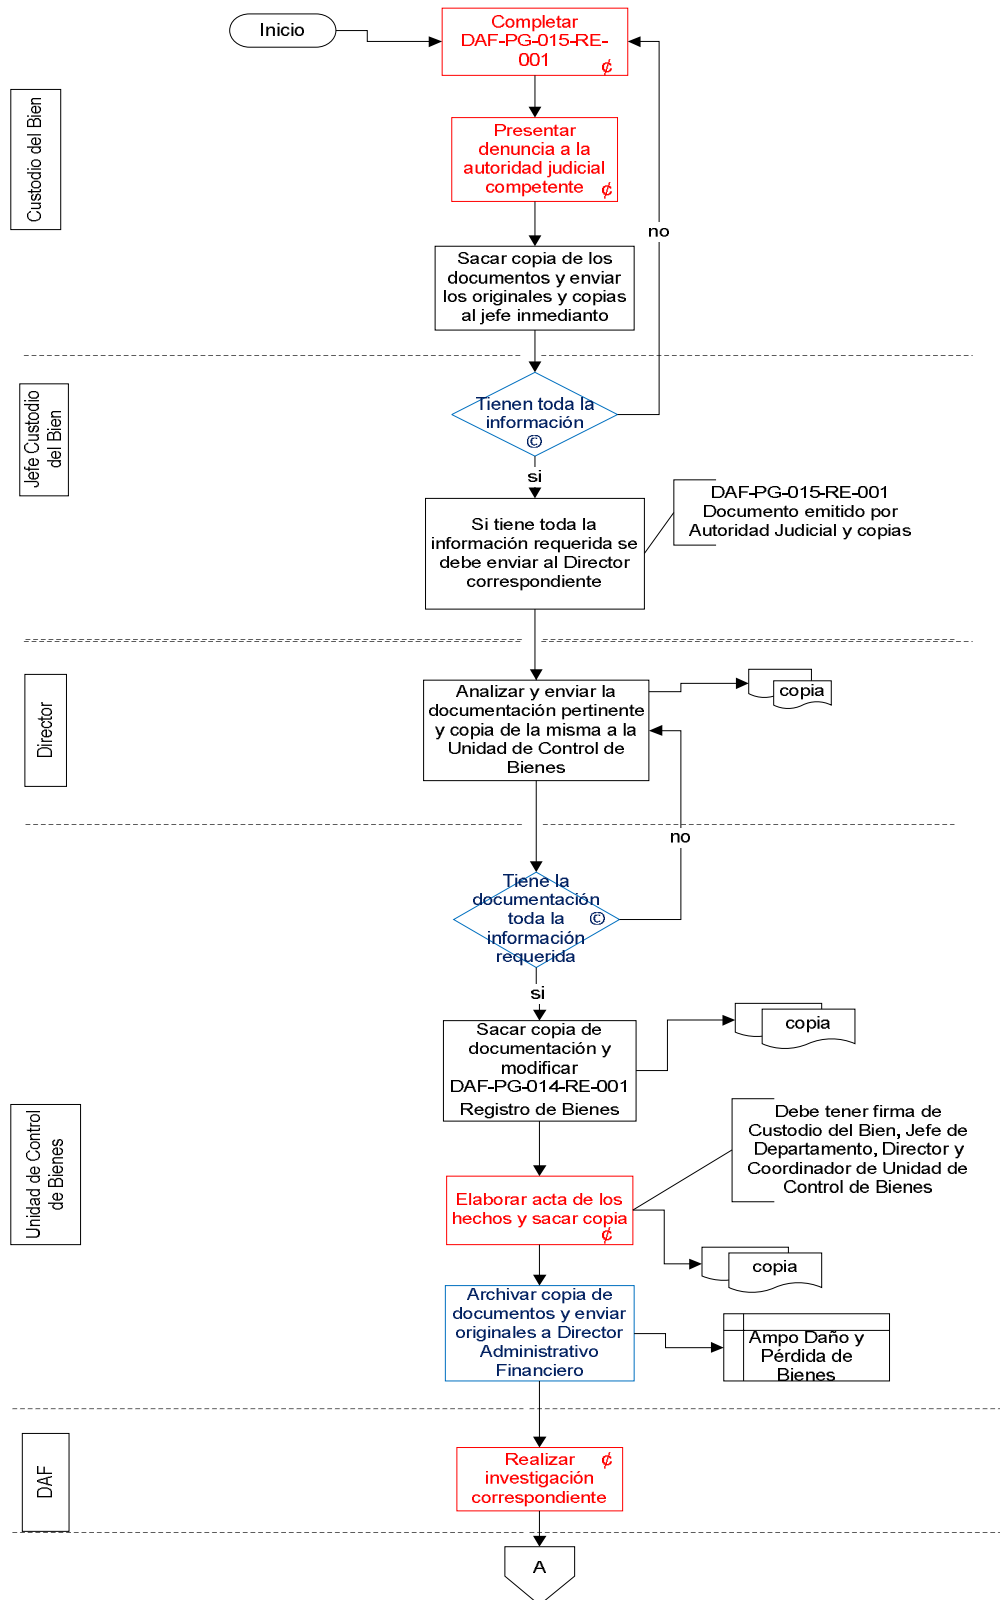 Inicio
Completar
DAF-PG-015-RE-
001
¢
Custodio del Bien
Presentar
denuncia a la
autoridad judicial
competente ¢
no
Sacar copia de los
documentos y enviar
los originales y copias
al jefe inmedianto
Jefe Custodio
del Bien
Tienen toda la
información
©
si
Si tiene toda la
información requerida se
debe enviar al Director
correspondiente
DAF-PG-015-RE-001
Documento emitido por
Autoridad Judicial y copias
Director
Analizar y enviar la
documentación pertinente
y copia de la misma a la
Unidad de Control de
Bienes
copia
no
Tiene la
documentación
toda la ©
información
requerida
si
Unidad de Control
de Bienes
Sacar copia de
documentación y
modificar
DAF-PG-014-RE-001
Registro de Bienes
copia
Debe tener firma de
Custodio del Bien, Jefe de
Departamento, Director y
Coordinador de Unidad de
Control de Bienes
Elaborar acta de los
hechos y sacar copia
¢
copia
Archivar copia de
documentos y enviar
originales a Director
Administrativo
Financiero
Ampo Daño y
Pérdida de
Bienes
DAF
Realizar ¢
investigación
correspondiente
A